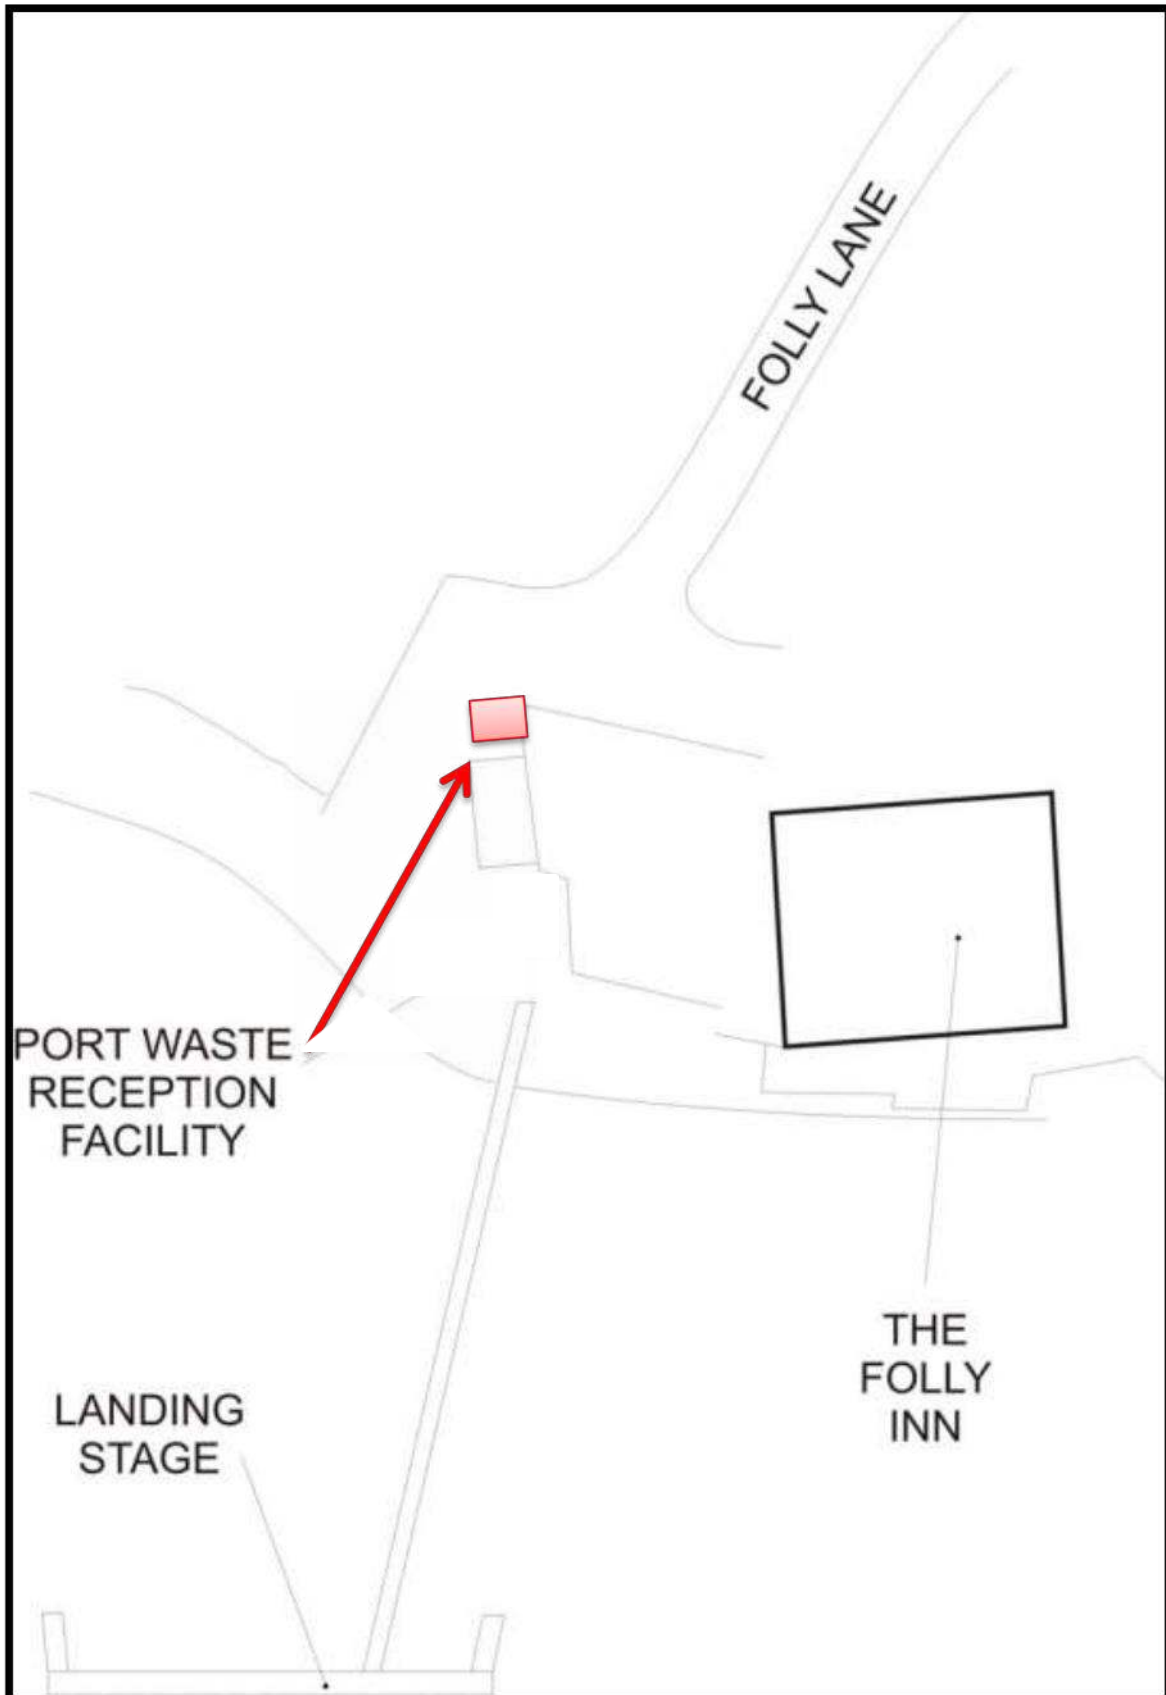 FOLLY LANE
PORT WASTE
RECEPTION
FACILITY
THE
FOLLY
INN
LANDING
STAGE